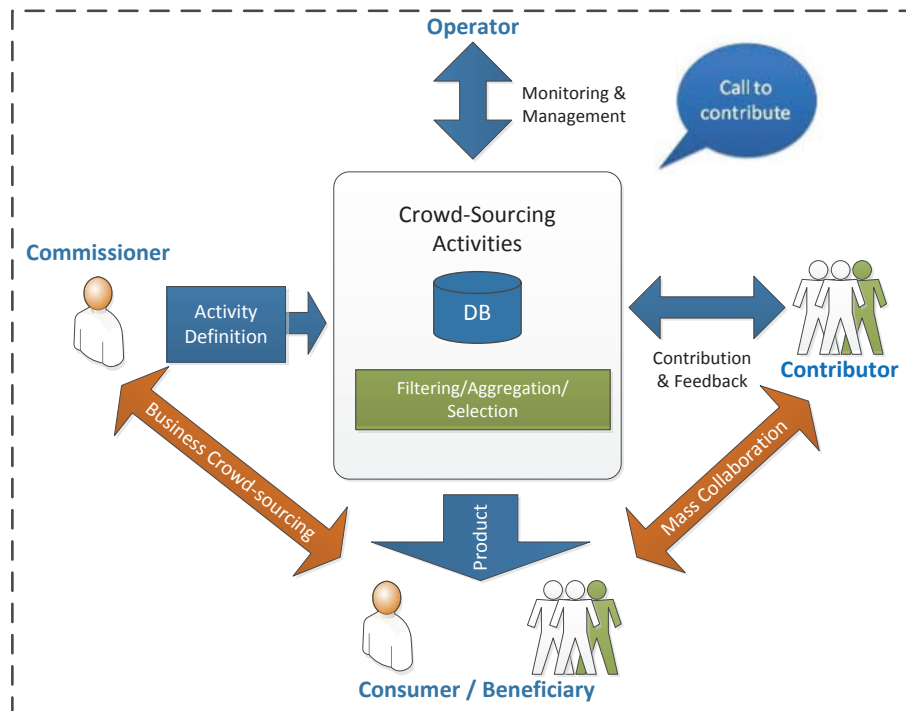 Operator
Monitoring &
Management
Call to
contribute
Crowd-Sourcing
Activities
Commissioner
Activity
Definition
DB
Contribution
& Feedback
Contributor
Filtering/Aggregation/
Selection
Business Crowd-sourcing
Mass Collaboration
Product
Consumer / Beneficiary